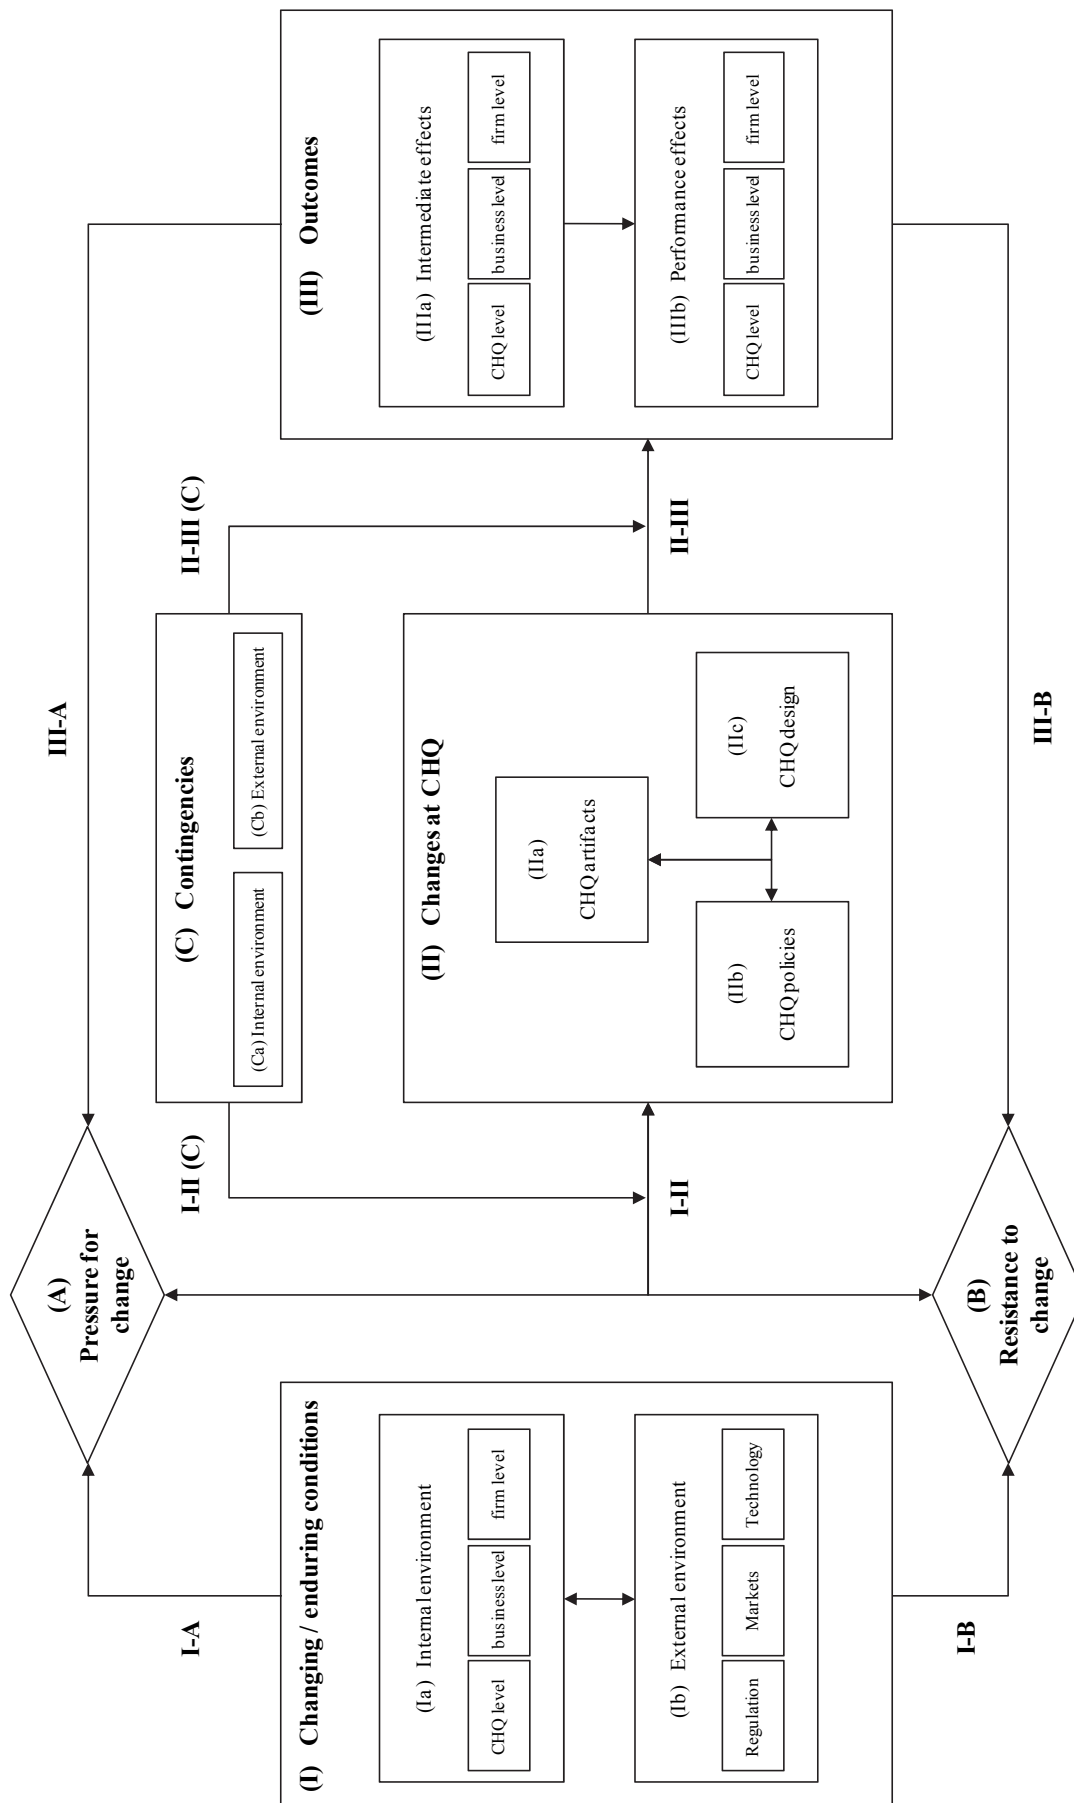 (I) Changing / enduring conditions
(Ia) Internal environment
CHQ level
business level
firm level
(Ib) External environment
Regulation
Markets
Technology
I-A
I-B
(A)
Pressure for
change
(B)
Resistance to
change
I-II (C)
I-II
(C) Contingencies
(Ca) Internal environment
(Cb) External environment
(II) Changes at CHQ
(IIa)
CHQ artifacts
(IIb)
CHQ policies
(IIc)
CHQ design
III-A
III-B
II-III (C)
II-III
(III) Outcomes
(IIIa) Intermediate effects
CHQ level
business level
firm level
(IIIb) Performance effects
CHQ level
business level
firm level